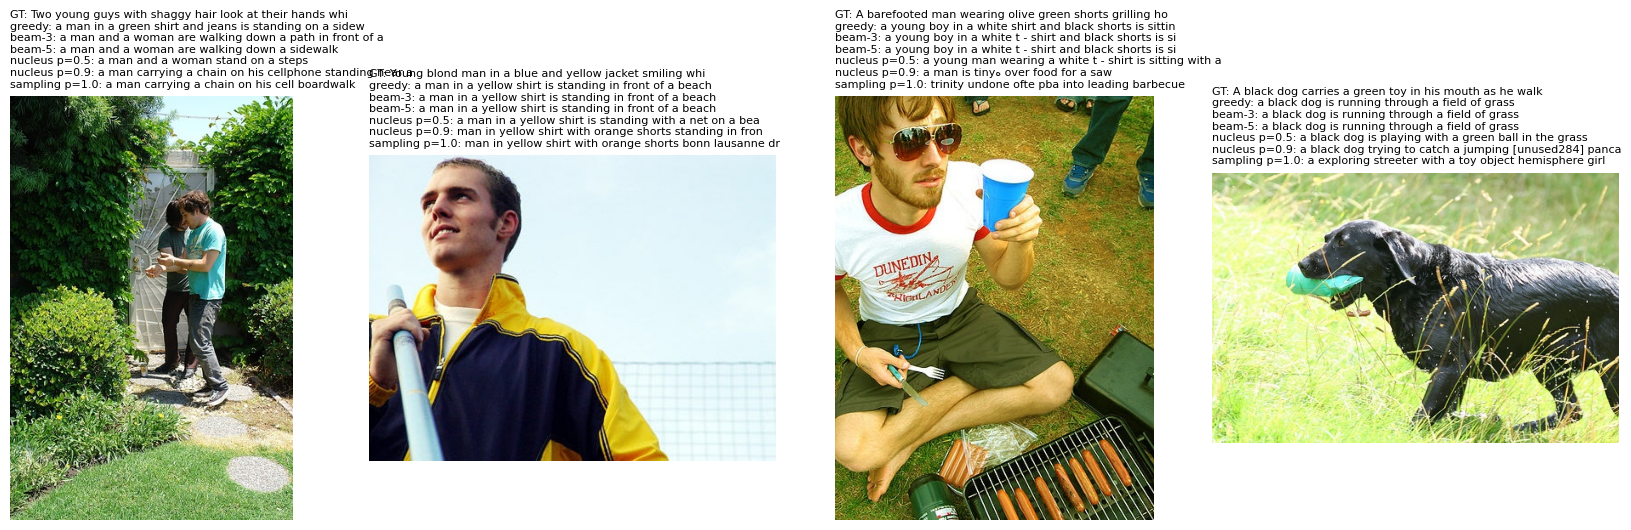 GT: Two young guys with shaggy hair look at their hands whi
greedy: a man in a green shirt and jeans is standing on a sidew
beam-3: a man and a woman are walking down a path in front of a
beam-5: a man and a woman are walking down a sidewalk
nucleus p=0.5: a man and a woman stand on a steps
nucleus p=0.9: a man carrying a chain on his cellphone standing near a
sampling p=1.0: a man carrying a chain on his cell boardwalk
GT: Young blond man in a blue and yellow jacket smiling whi
greedy: a man in a yellow shirt is standing in front of a beach
beam-3: a man in a yellow shirt is standing in front of a beach
beam-5: a man in a yellow shirt is standing in front of a beach
nucleus p=0.5: a man in a yellow shirt is standing with a net on a bea
nucleus p=0.9: man in yellow shirt with orange shorts standing in fron
sampling p=1.0: man in yellow shirt with orange shorts bonn lausanne dr
GT: A barefooted man wearing olive green shorts grilling ho
greedy: a young boy in a white shirt and black shorts is sittin
beam-3: a young boy in a white t - shirt and black shorts is si
beam-5: a young boy in a white t - shirt and black shorts is si
nucleus p=0.5: a young man wearing a white t - shirt is sitting with a
nucleus p=0.9: a man is tiny over food for a saw
sampling p=1.0: trinity undone ofte pba into leading barbecue
DUNEDIN
HIGHLANDER
GT: A black dog carries a green toy in his mouth as he walk
greedy: a black dog is running through a field of grass
beam-3: a black dog is running through a field of grass
beam-5: a black dog is running through a field of grass
nucleus p=0.5: a black dog is playing with a green ball in the grass
nucleus p=0.9: a black dog trying to catch a jumping [unused284] panca
sampling p=1.0: a exploring streeter with a toy object hemisphere girl